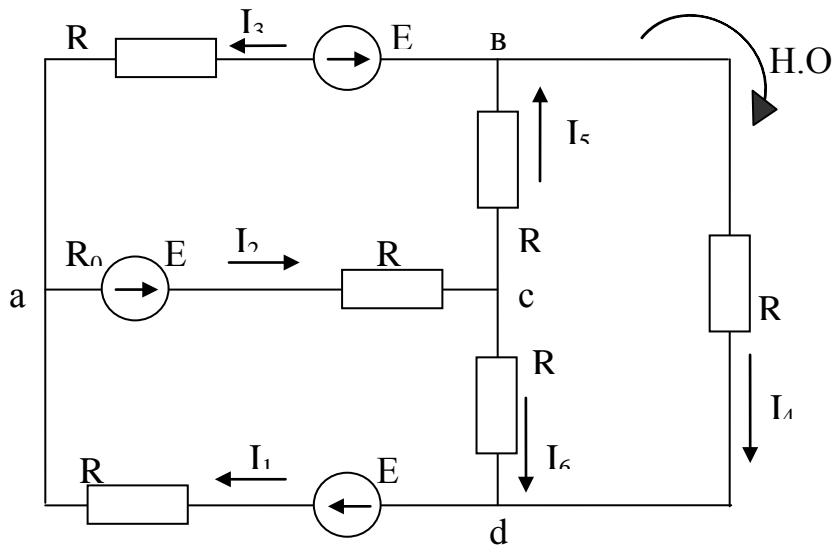 R I₃ E в
Н.О
I₅
R₀ E I₂ R R
a c R
R I₄
R I₁ E I₆
d